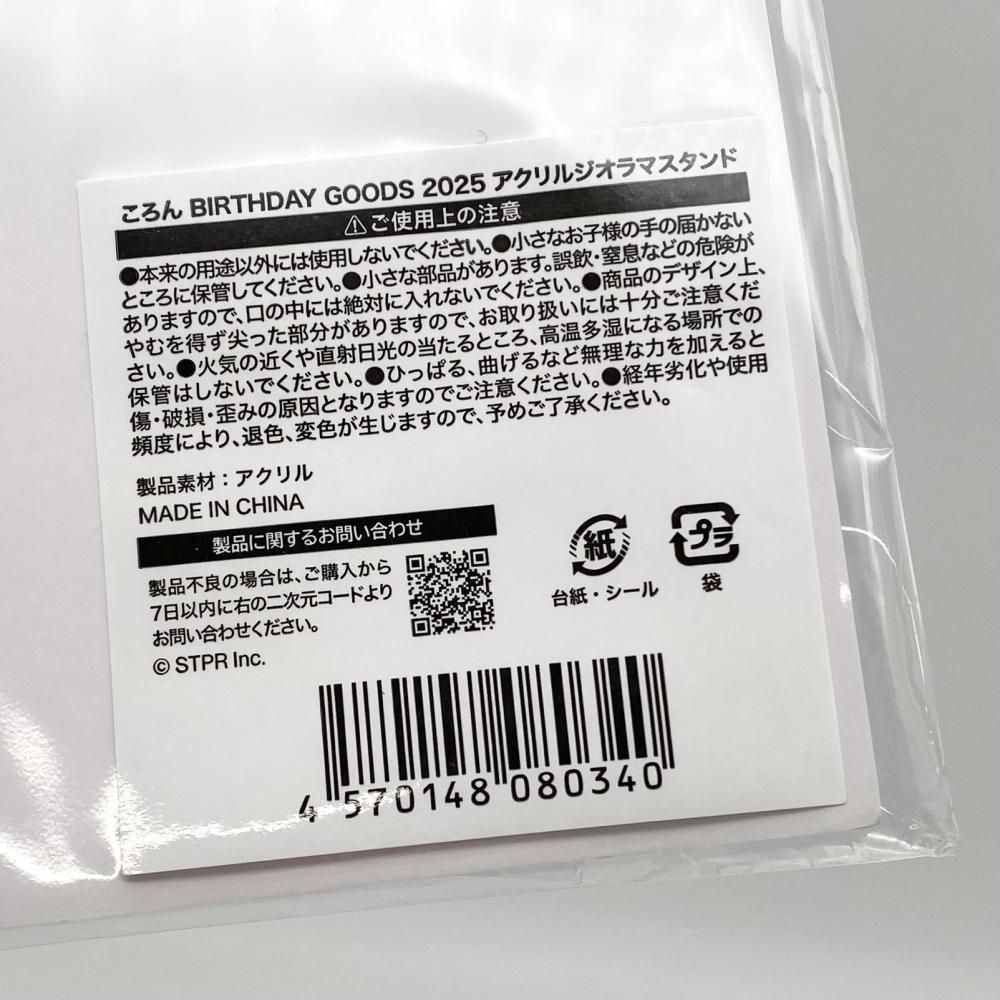 ころん BIRTHDAY GOODS 2025 アクリルジオラマスタンド
⚠ご使用上の注意
●本来の用途以外には使用しないでください。●小さなお子様の手の届かない
ところに保管してください。●小さな部品があります。誤飲・窒息などの危険が
ありますので、口の中には絶対に入れないでください。●商品のデザイン上、
やむを得ず尖った部分がありますので、お取り扱いには十分ご注意くだ
さい。●火気の近くや直射日光の当たるところ、高温多湿になる場所での
保管はしないでください。●ひっぱる、曲げるなど無理な力を加えると
傷・破損・歪みの原因となりますのでご注意ください。●経年劣化や使用
頻度により、退色、変色が生じますので、予めご了承ください。
製品素材：アクリル
MADE IN CHINA
製品に関するお問い合わせ
製品不良の場合は、ご購入から
7日以内に右の二次元コードより
お問い合わせください。
© STPR Inc.
紙
台紙・シール
プラ
袋
4 570148 080340